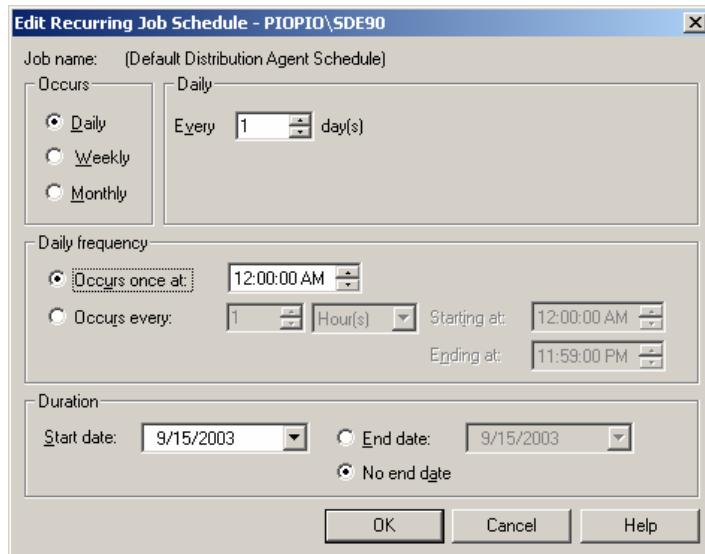 Edit Recurring Job Schedule - PIOPIO\SDE90
Job name: (Default Distribution Agent Schedule)
Occurs
Daily
Weekly
Monthly
Daily
Every 1 day(s)
Daily frequency
Occurs once at: 12:00:00 AM
Occurs every: 1 Hour(s) Starting at: 12:00:00 AM
Ending at: 11:59:00 PM
Duration
Start date: 9/15/2003 End date: 9/15/2003
No end date
OK Cancel Help